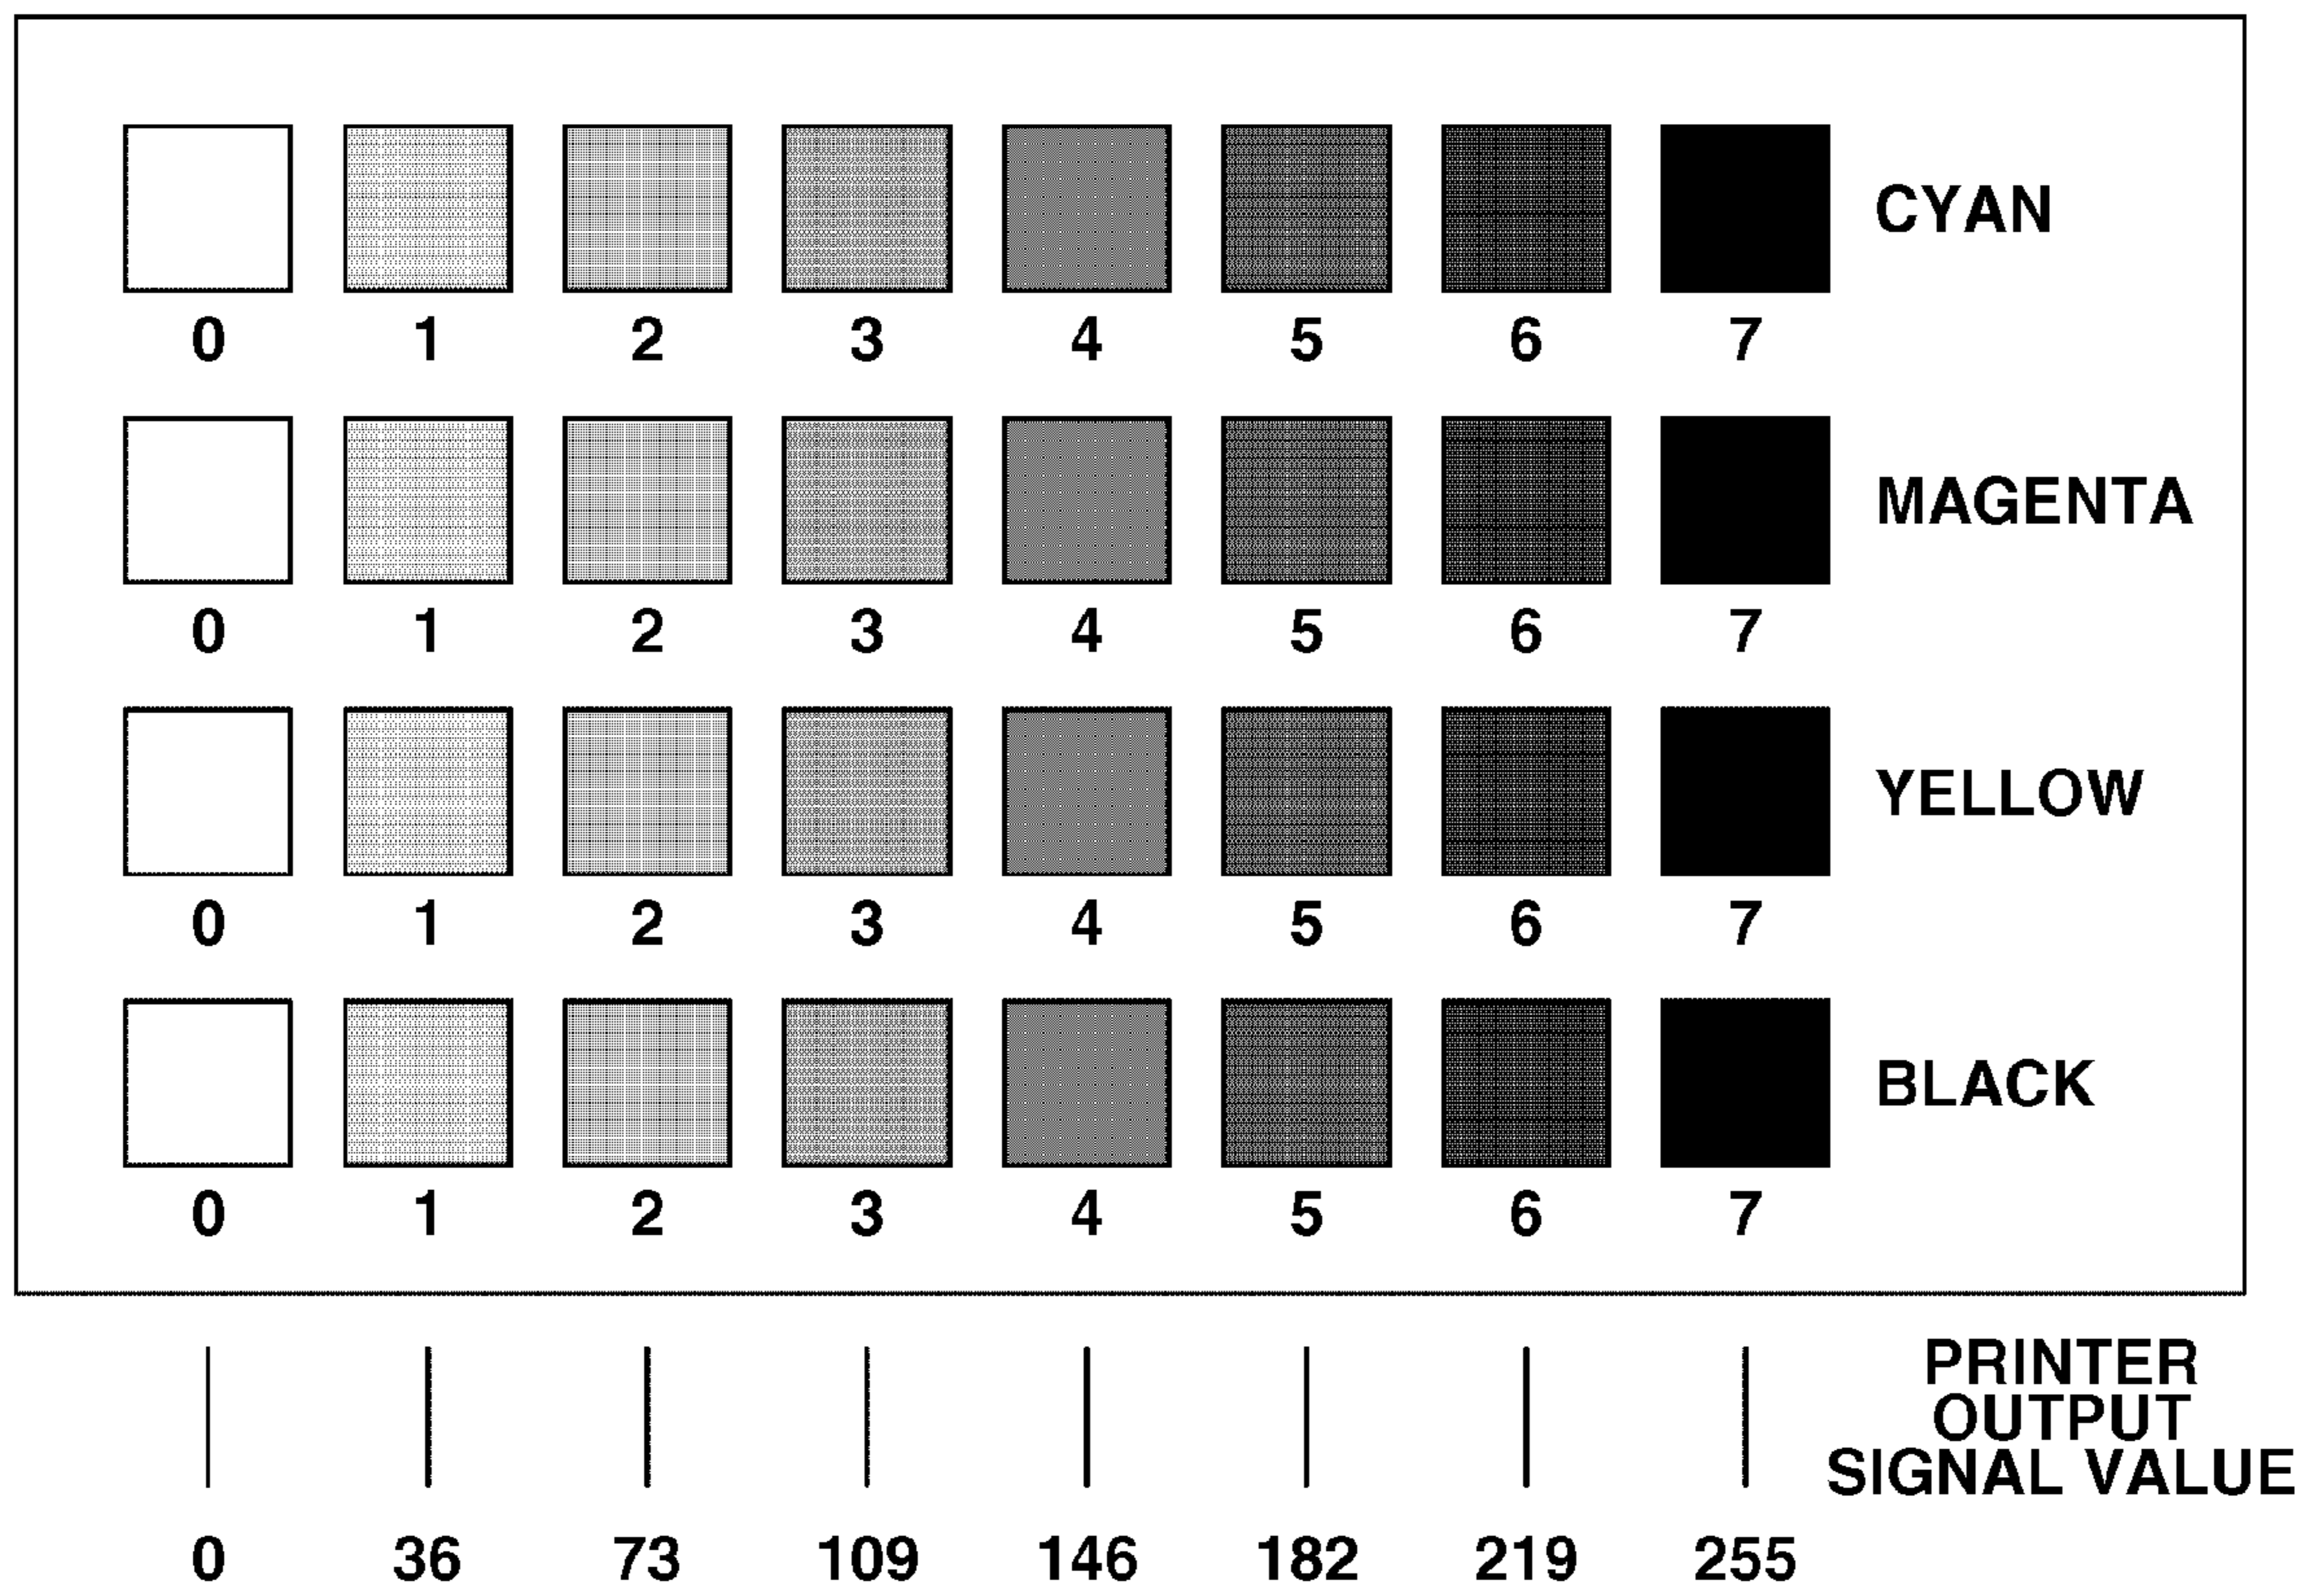 CYAN
0 1 2 3 4 5 6 7
MAGENTA
0 1 2 3 4 5 6 7
YELLOW
0 1 2 3 4 5 6 7
BLACK
0 1 2 3 4 5 6 7
PRINTER
OUTPUT
SIGNAL VALUE
0 36 73 109 146 182 219 255